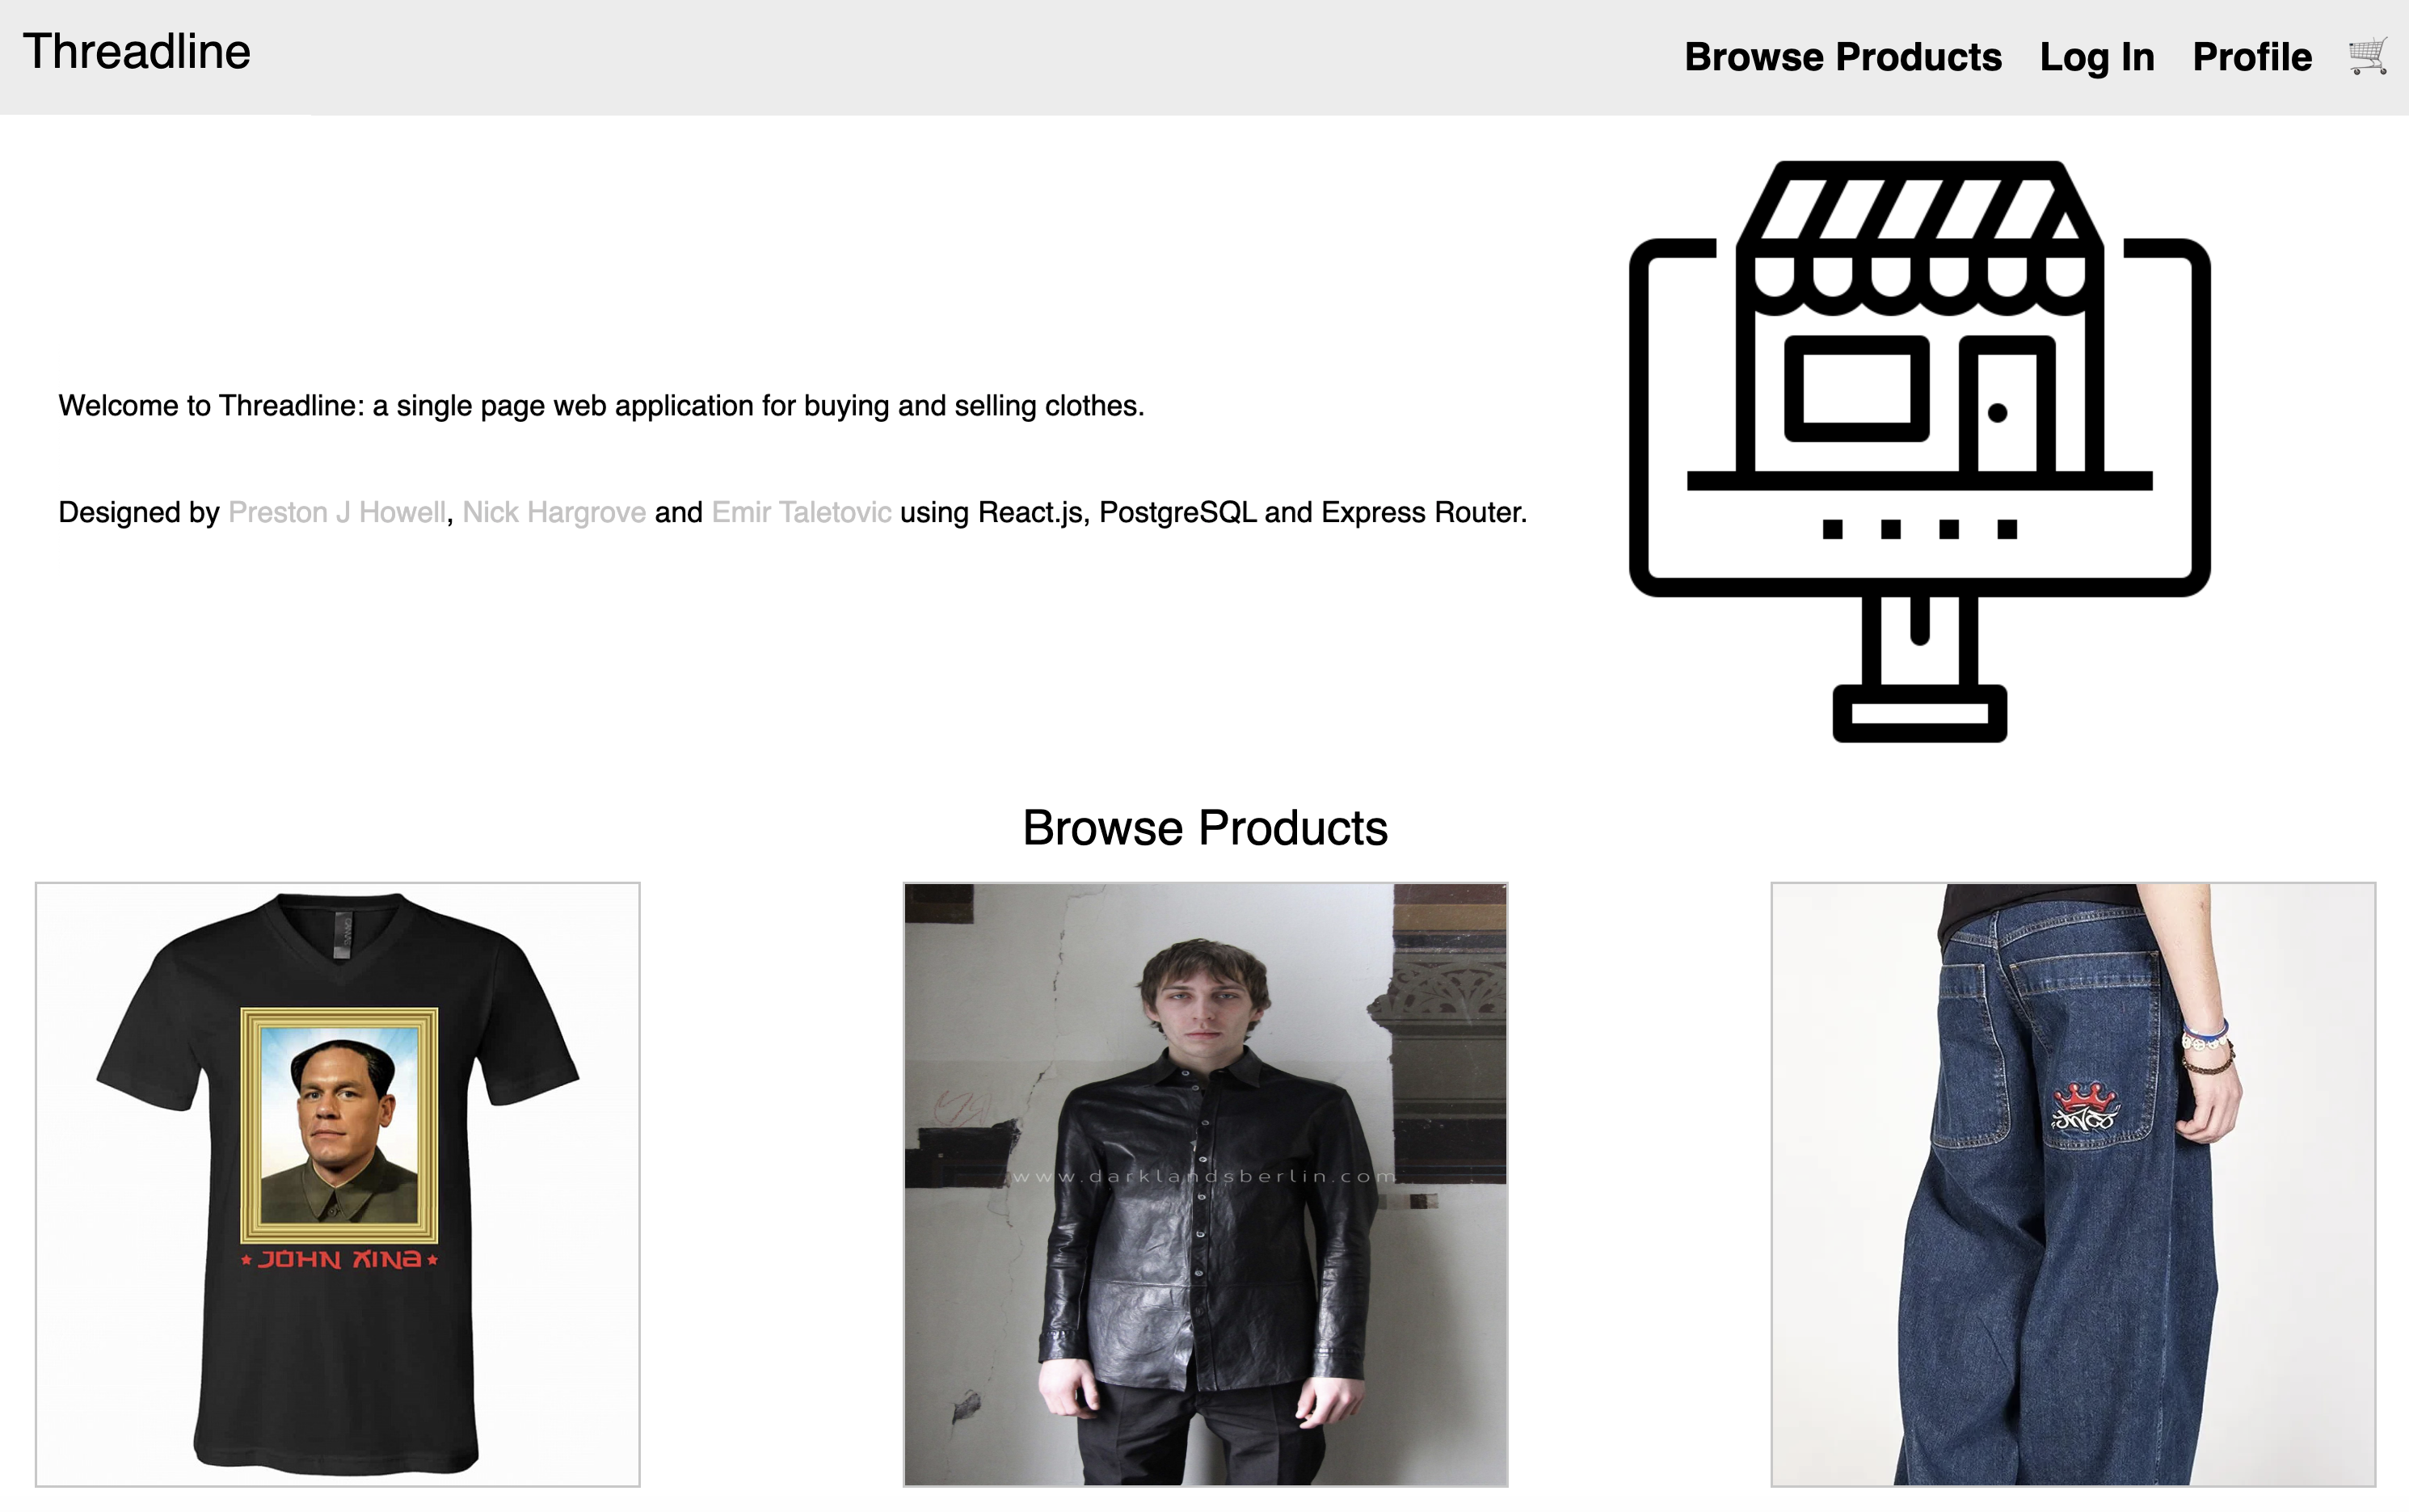 Threadline
Browse Products Log In Profile
Welcome to Threadline: a single page web application for buying and selling clothes.
Designed by Preston J Howell, Nick Hargrove and Emir Taletovic using React.js, PostgreSQL and Express Router.
Browse Products
JOHN XINA
www.darklandsberlin.com
JNCO